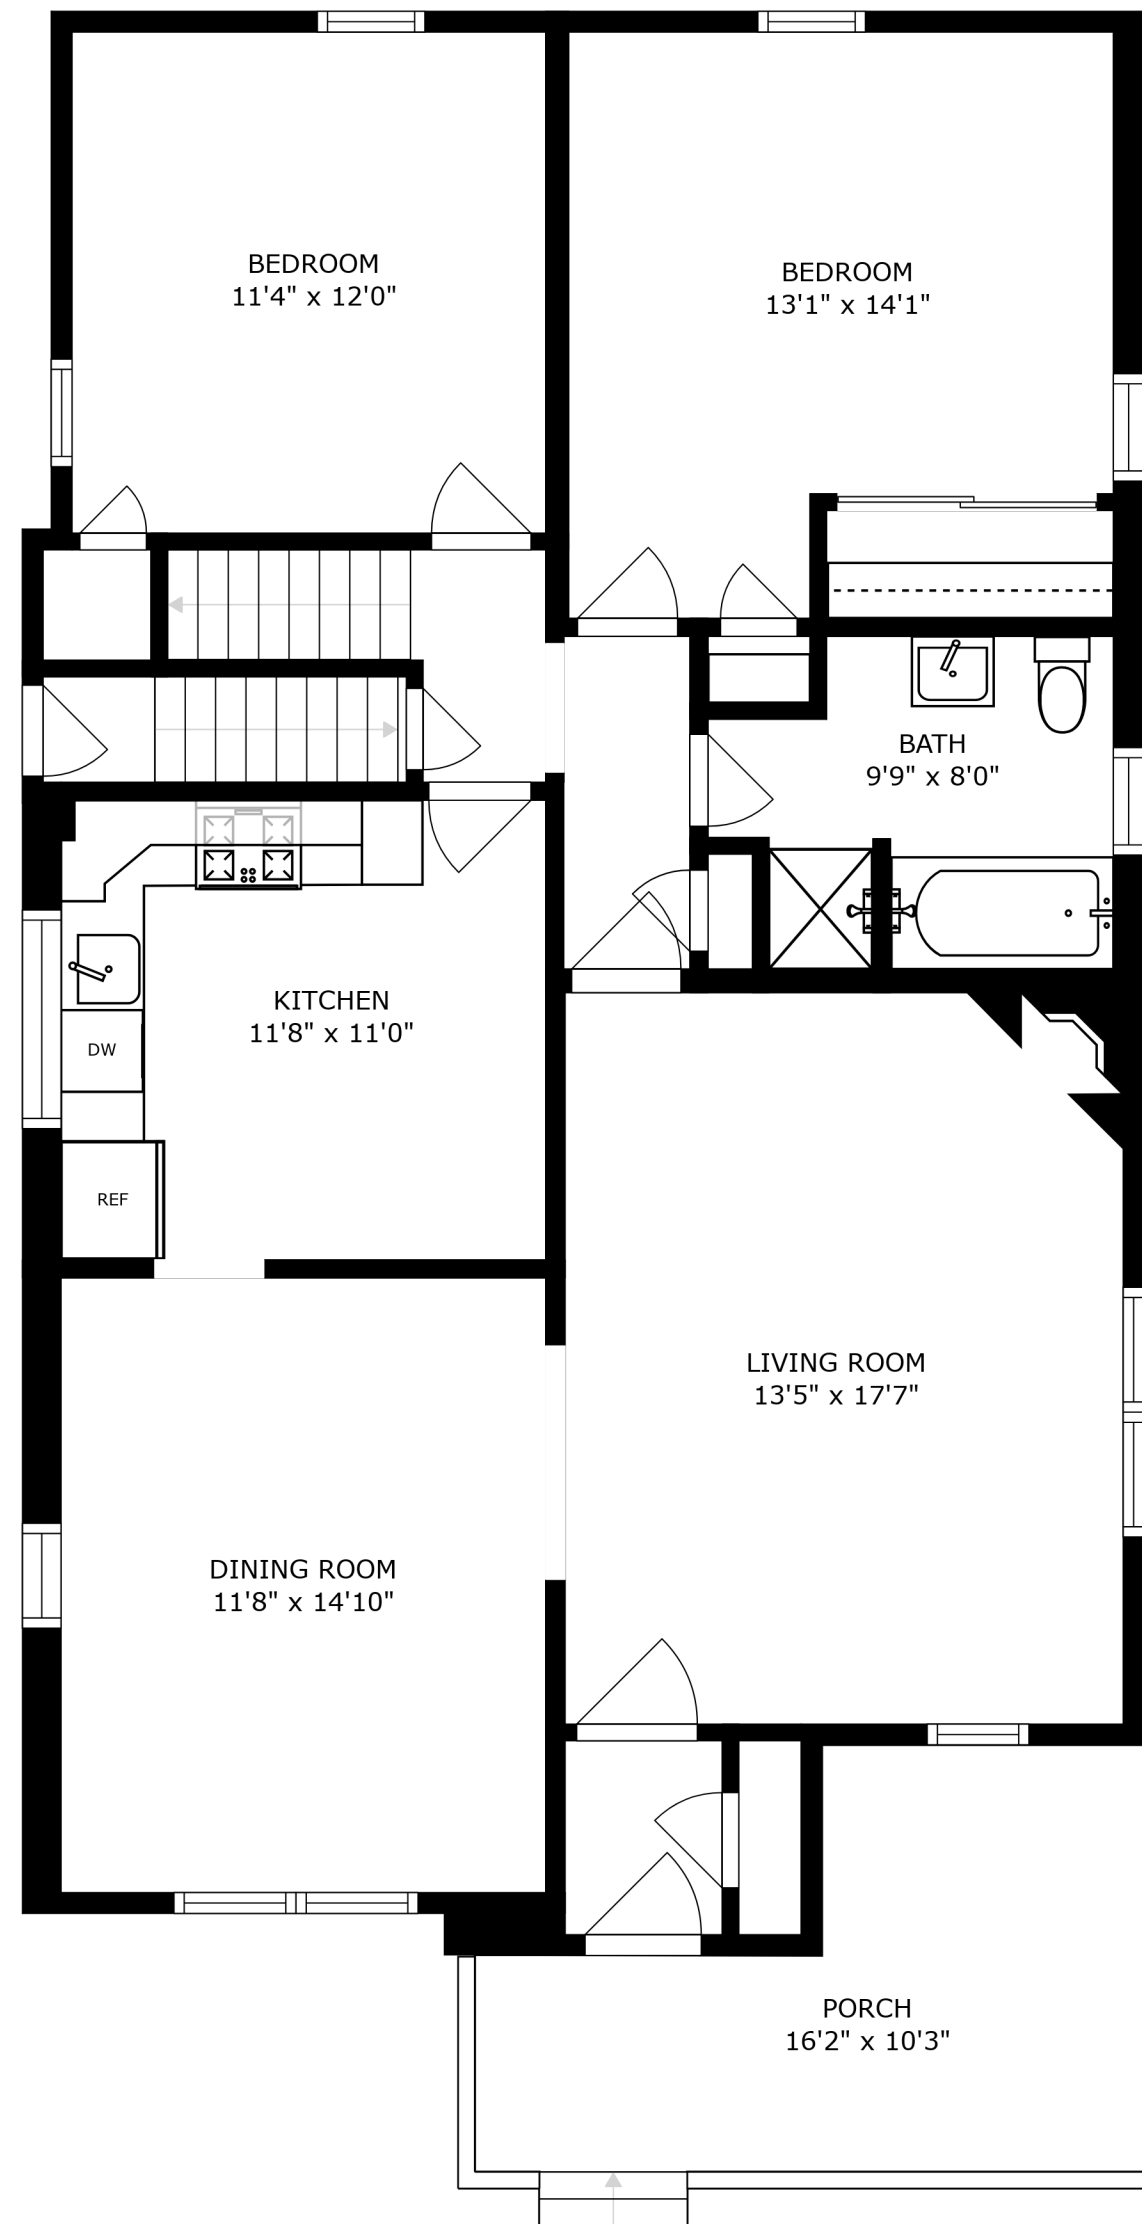 BEDROOM
11'4" x 12'0"
BEDROOM
13'1" x 14'1"
BATH
9'9" x 8'0"
KITCHEN
11'8" x 11'0"
DW
REF
LIVING ROOM
13'5" x 17'7"
DINING ROOM
11'8" x 14'10"
PORCH
16'2" x 10'3"